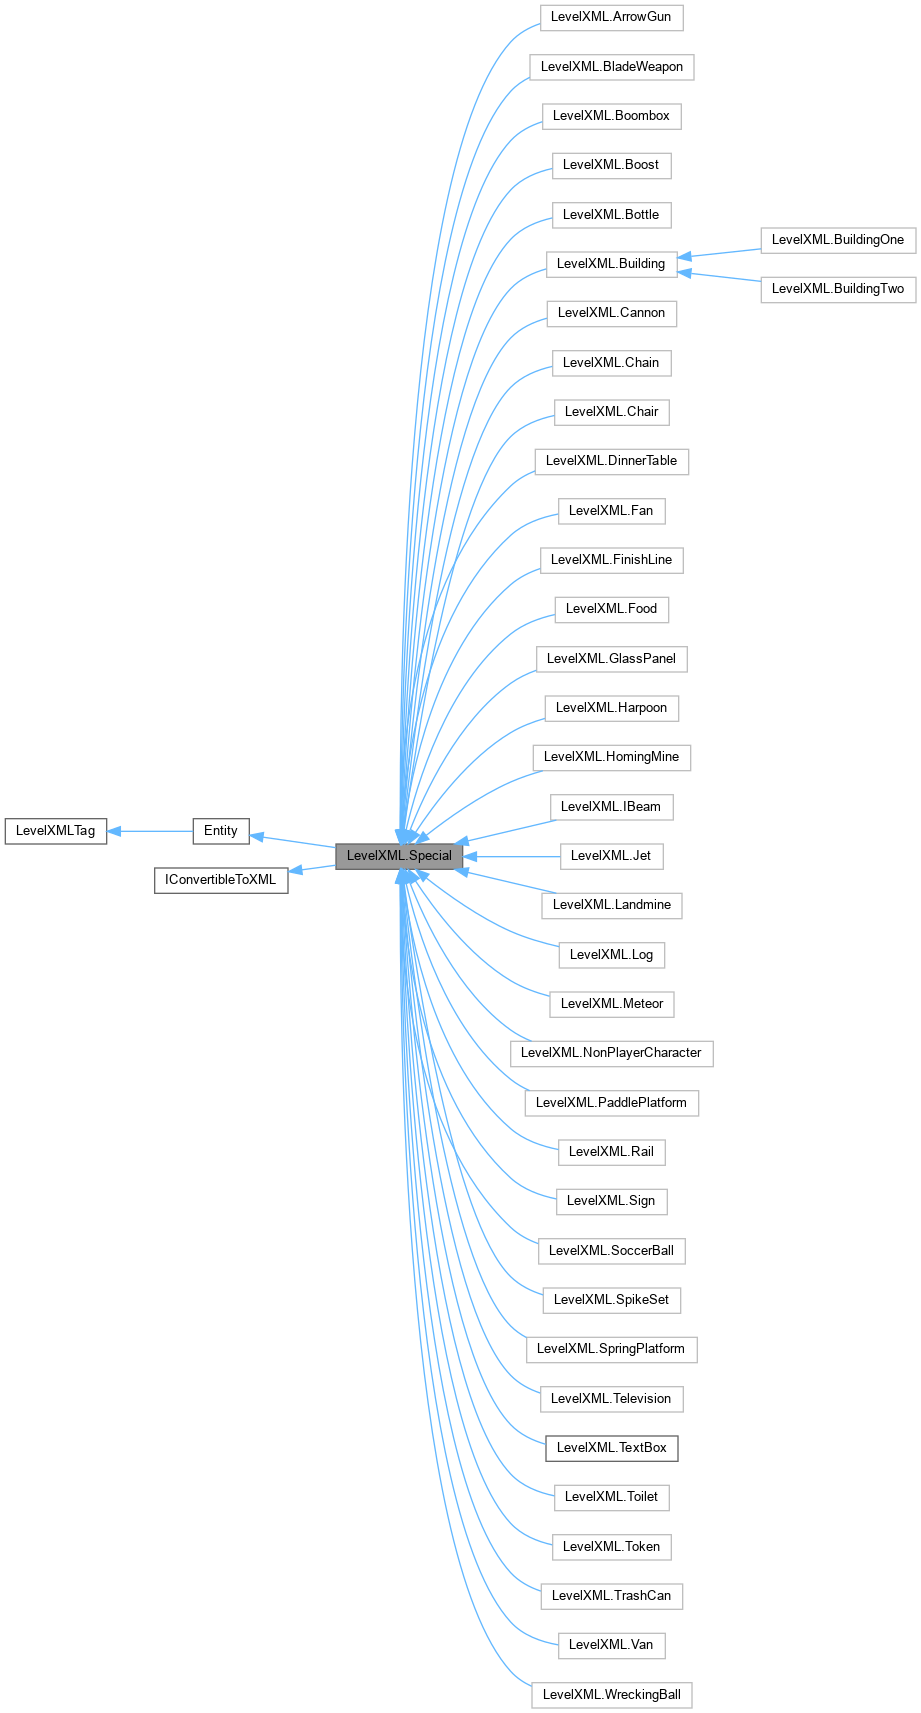 LevelXML.ArrowGun
LevelXML.BladeWeapon
LevelXML.Boombox
LevelXML.Boost
LevelXML.Bottle
LevelXML.BuildingOne
LevelXML.Building
LevelXML.BuildingTwo
LevelXML.Cannon
LevelXML.Chain
LevelXML.Chair
LevelXML.DinnerTable
LevelXML.Fan
LevelXML.FinishLine
LevelXML.Food
LevelXML.GlassPanel
LevelXML.Harpoon
LevelXML.HomingMine
LevelXML.IBeam
LevelXMLTag
Entity
LevelXML.Special
LevelXML.Jet
IConvertibleToXML
LevelXML.Landmine
LevelXML.Log
LevelXML.Meteor
LevelXML.NonPlayerCharacter
LevelXML.PaddlePlatform
LevelXML.Rail
LevelXML.Sign
LevelXML.SoccerBall
LevelXML.SpikeSet
LevelXML.SpringPlatform
LevelXML.Television
LevelXML.TextBox
LevelXML.Toilet
LevelXML.Token
LevelXML.TrashCan
LevelXML.Van
LevelXML.WreckingBall